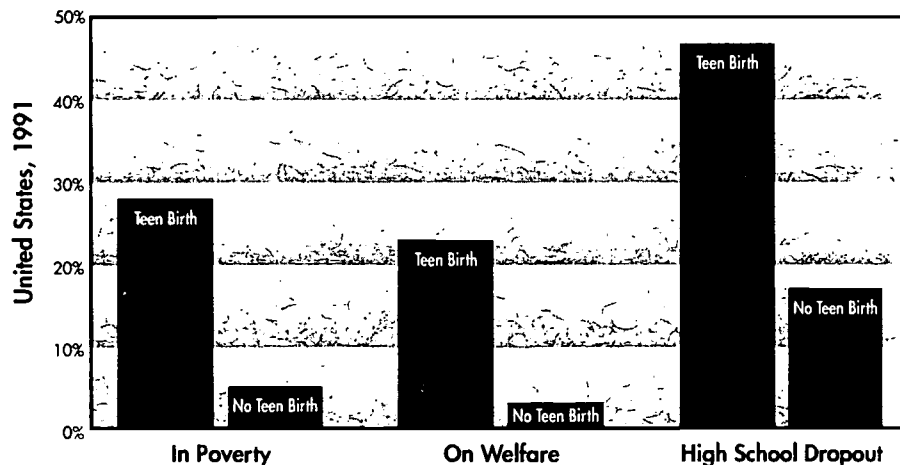 United States, 1991
50%
40%
30%
20%
10%
0%
Teen Birth
No Teen Birth
Teen Birth
No Teen Birth
Teen Birth
No Teen Birth
In Poverty
On Welfare
High School Dropout